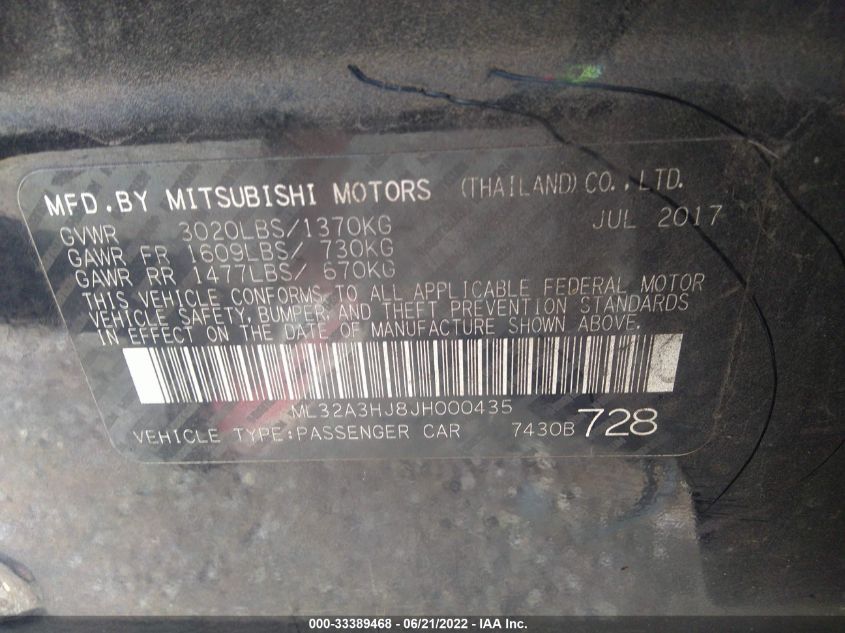 MFD.BY MITSUBISHI MOTORS (THAILAND)CO.,LTD.
GVWR 3020LBS/1370KG JUL 2017
GAWR FR 1609LBS/ 730KG
GAWR RR 1477LBS/ 670KG
THIS VEHICLE CONFORMS TO ALL APPLICABLE FEDERAL MOTOR
VEHICLE SAFETY, BUMPER, AND THEFT PREVENTION STANDARDS
IN EFFECT ON THE DATE OF MANUFACTURE SHOWN ABOVE.
ML32A3HJ8JH000435
VEHICLE TYPE:PASSENGER CAR 7430B 728
000-33389468 - 06/21/2022 - IAA Inc.